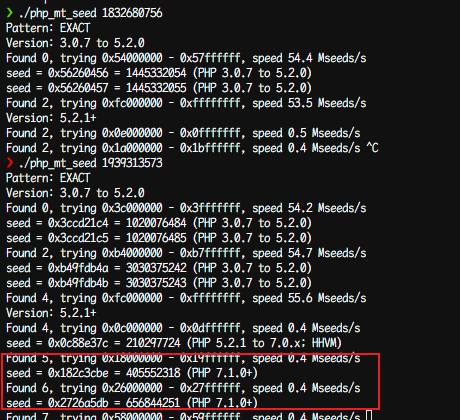 ❯ ./php_mt_seed 1832680756
Pattern: EXACT
Version: 3.0.7 to 5.2.0
Found 0, trying 0x54000000 - 0x57ffffff, speed 54.4 Mseeds/s
seed = 0x56260456 = 1445332054 (PHP 3.0.7 to 5.2.0)
seed = 0x56260457 = 1445332055 (PHP 3.0.7 to 5.2.0)
Found 2, trying 0xfc000000 - 0xffffffff, speed 53.5 Mseeds/s
Version: 5.2.1+
Found 2, trying 0x0e000000 - 0x0fffffff, speed 0.5 Mseeds/s
Found 2, trying 0x1a000000 - 0x1bffffff, speed 0.4 Mseeds/s ^C
❯ ./php_mt_seed 1939313573
Pattern: EXACT
Version: 3.0.7 to 5.2.0
Found 0, trying 0x3c000000 - 0x3fffffff, speed 54.2 Mseeds/s
seed = 0x3ccd21c4 = 1020076484 (PHP 3.0.7 to 5.2.0)
seed = 0x3ccd21c5 = 1020076485 (PHP 3.0.7 to 5.2.0)
Found 2, trying 0xb4000000 - 0xb7ffffff, speed 54.7 Mseeds/s
seed = 0xb49fdb4a = 3030375242 (PHP 3.0.7 to 5.2.0)
seed = 0xb49fdb4b = 3030375243 (PHP 3.0.7 to 5.2.0)
Found 4, trying 0xfc000000 - 0xffffffff, speed 55.6 Mseeds/s
Version: 5.2.1+
Found 4, trying 0x0c000000 - 0x0dffffff, speed 0.4 Mseeds/s
seed = 0x0c88e37c = 210297724 (PHP 5.2.1 to 7.0.x; HHVM)
Found 5, trying 0x18000000 - 0x19ffffff, speed 0.4 Mseeds/s
seed = 0x182c3cbe = 405552318 (PHP 7.1.0+)
Found 6, trying 0x26000000 - 0x27ffffff, speed 0.4 Mseeds/s
seed = 0x2726a5db = 656844251 (PHP 7.1.0+)
Found 7, trying 0x58000000 - 0x59ffffff, speed 0.4 Mseeds/s